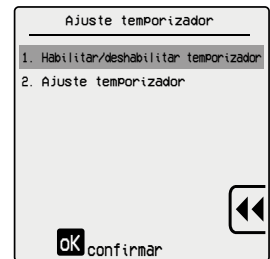 Ajuste temporizador
1. Habilitar/deshabilitar temporizador
2. Ajuste temporizador
OK confirmar